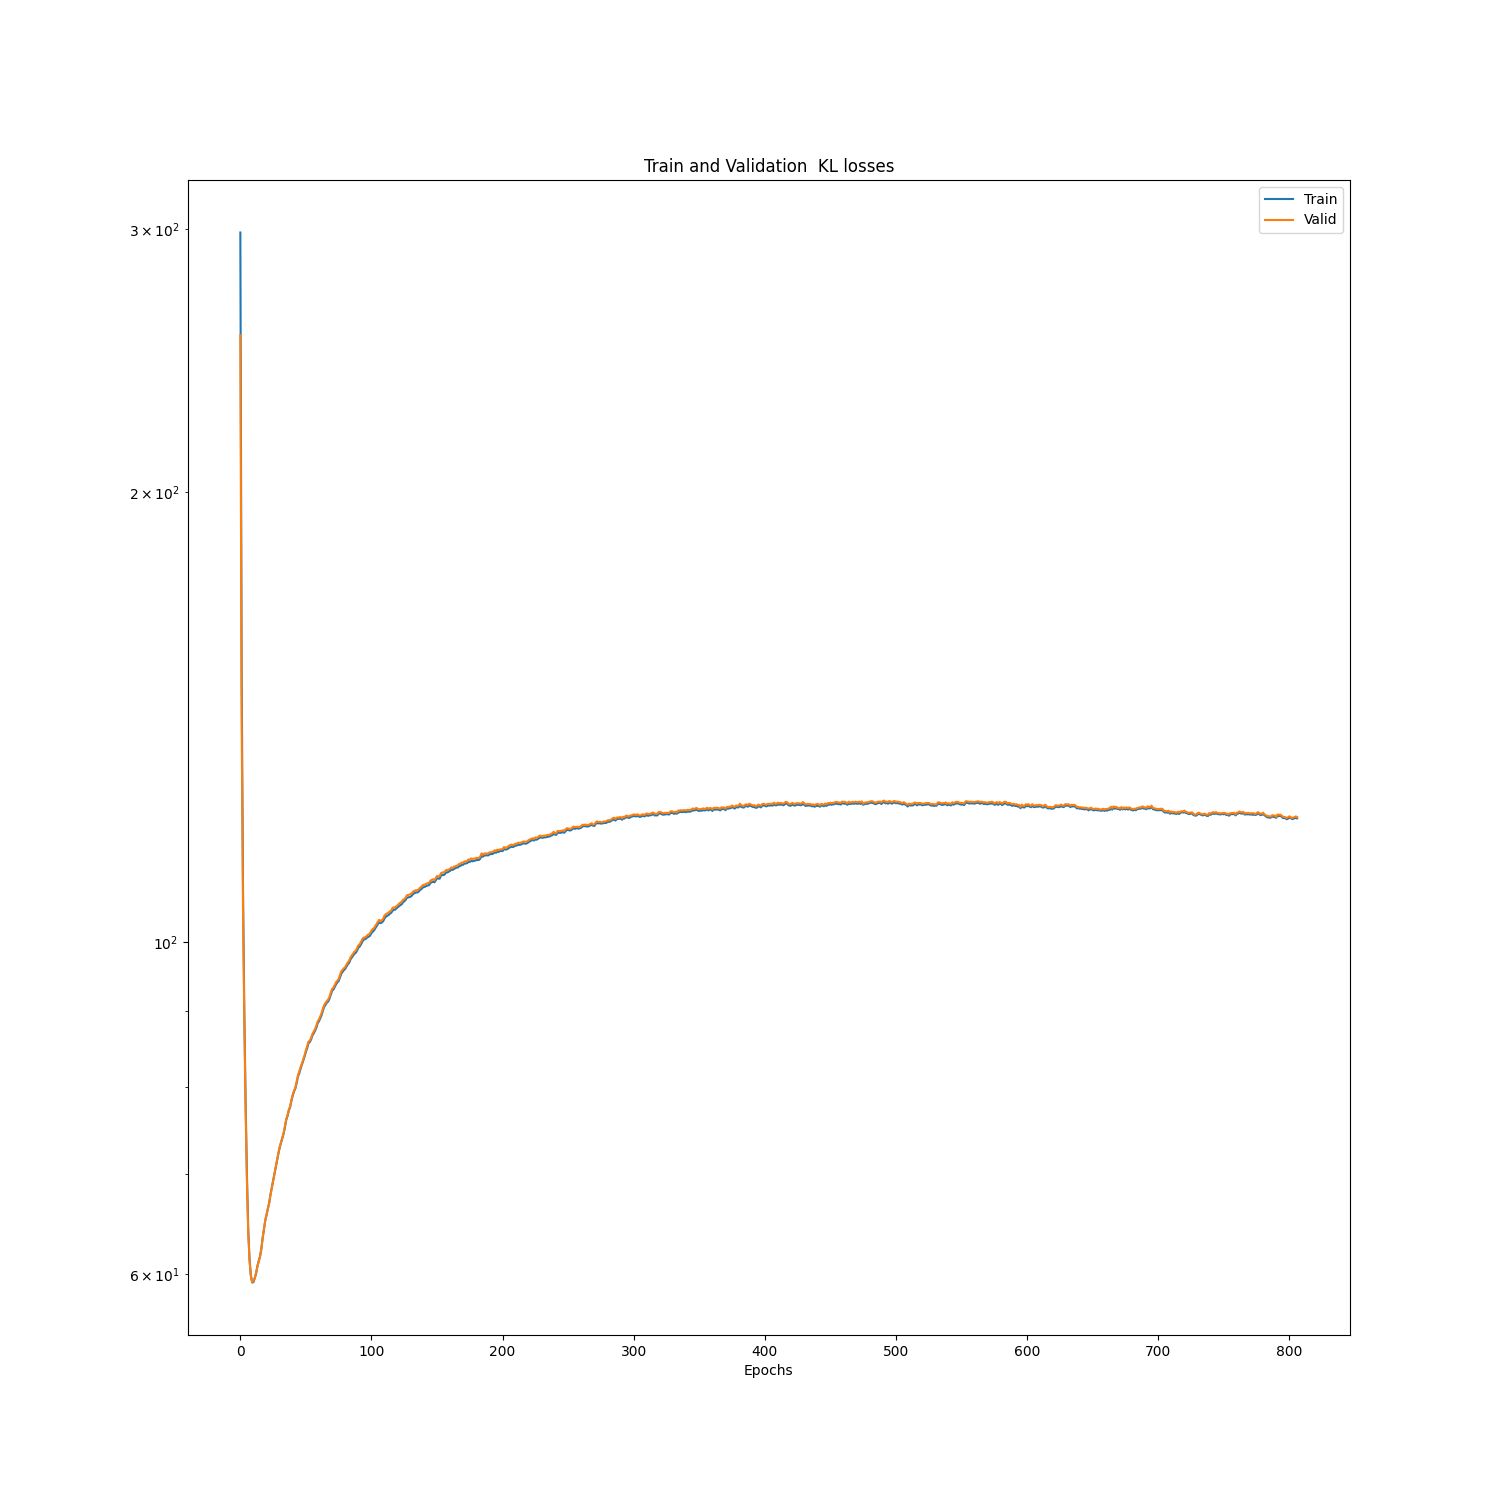 Train and Validation  KL losses
Train
Valid
3 × 10²
2 × 10²
10²
6 × 10¹
0 100 200 300 400 500 600 700 800
Epochs